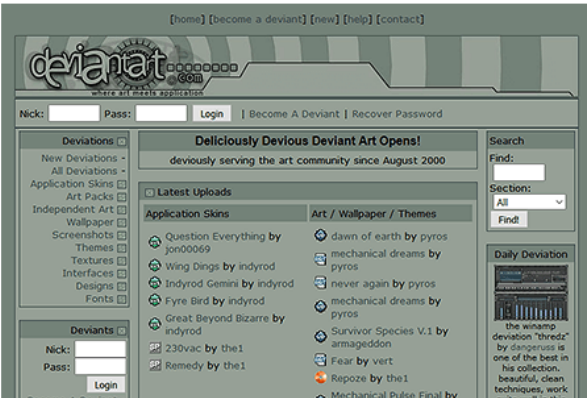 [home] [become a deviant] [new] [help] [contact]
deviantart
.com
where art meets application
Nick: Pass: Login | Become A Deviant | Recover Password
Deviations
New Deviations -
All Deviations -
Application Skins
Art Packs
Independent Art
Wallpaper
Screenshots
Themes
Textures
Interfaces
Designs
Fonts
Deviants
Nick:
Pass:
Login
Deliciously Devious Deviant Art Opens!
deviously serving the art community since August 2000
Latest Uploads
Application Skins
Question Everything by
jon00069
Wing Dings by indyrod
Indyrod Gemini by indyrod
Fyre Bird by indyrod
Great Beyond Bizarre by
indyrod
230vac by the1
Remedy by the1
Art / Wallpaper / Themes
dawn of earth by pyros
mechanical dreams by
pyros
never again by pyros
mechanical dreams by
pyros
Survivor Species V.1 by
armageddon
Fear by vert
Repoze by the1
Mechanical Pulse Final by
Search
Find:
Section:
All
Find!
Daily Deviation
the winamp
deviation "thredz"
by dangeruss is
one of the best in
his collection.
beautiful, clean
techniques, work